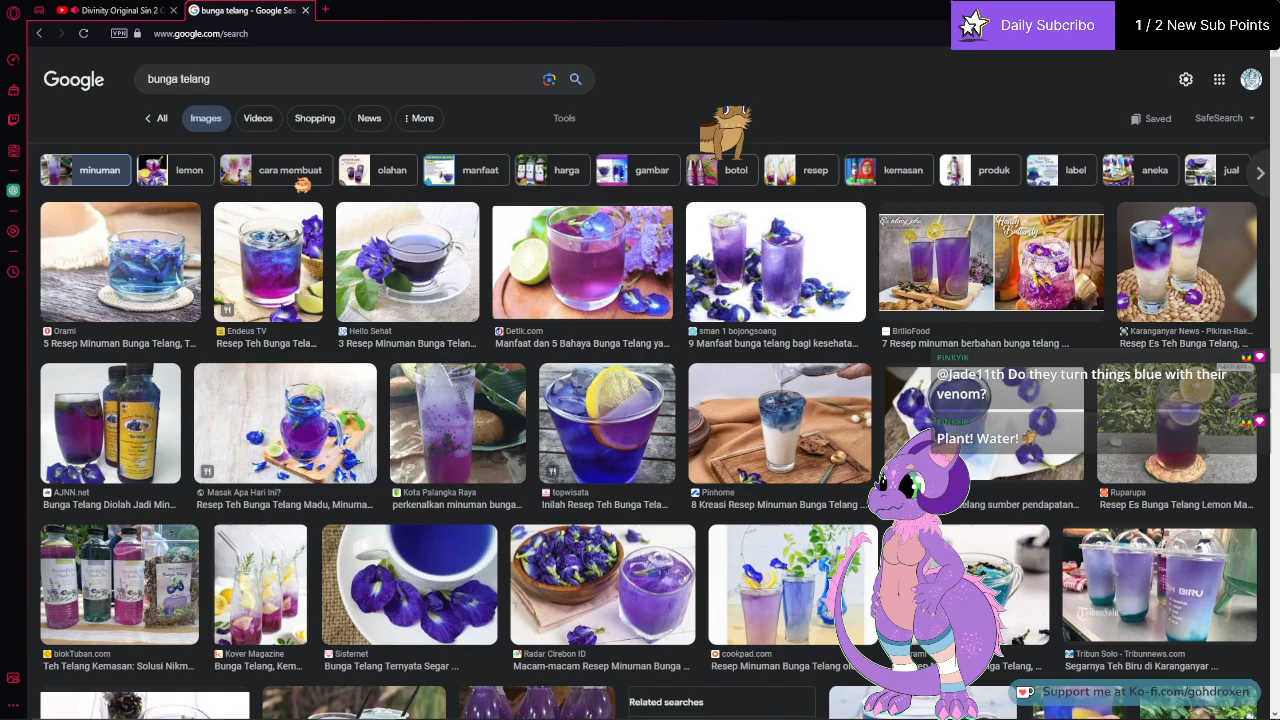 Divinity Original Sin 2 C
bunga telang - Google Sea
Daily Subcribo
1 / 2 New Sub Points
VPN
www.google.com/search
Google
bunga telang
All
Images
Videos
Shopping
News
More
Tools
Saved
SafeSearch
minuman
lemon
cara membuat
olahan
manfaat
harga
gambar
botol
resep
kemasan
produk
label
aneka
jual
Orami
5 Resep Minuman Bunga Telang, T...
Endeus TV
Resep Teh Bunga Tela...
Hello Sehat
3 Resep Minuman Bunga Telan...
Detik.com
Manfaat dan 5 Bahaya Bunga Telang ya...
sman 1 bojongsoang
9 Manfaat bunga telang bagi kesehata...
BrilioFood
7 Resep minuman berbahan bunga telang ...
Karanganyar News - Pikiran-Rak...
Resep Es Teh Bunga Telang, ...
PINKYIK
@Jade11th Do they turn things blue with their
venom?
PINKYIK
Plant! Water!
AJNN.net
Bunga Telang Diolah Jadi Min...
Masak Apa Hari Ini?
Resep Teh Bunga Telang Madu, Minuma...
Kota Palangka Raya
perkenalkan minuman bunga...
topwisata
Inilah Resep Teh Bunga Tela...
Pinhome
8 Kreasi Resep Minuman Bunga Telang ...
elang sumber pendapatan...
Ruparupa
Resep Es Bunga Telang Lemon Ma...
blokTuban.com
Teh Telang Kemasan: Solusi Nikm...
Kover Magazine
Bunga Telang, Kem...
Sisternet
Bunga Telang Ternyata Segar ...
Radar Cirebon ID
Macam-macam Resep Minuman Bunga ...
cookpad.com
Resep Minuman Bunga Telang ol
TEH BIRU
TribunSolo
Tribun Solo - Tribunnews.com
Segarnya Teh Biru di Karanganyar ...
Related searches
Support me at Ko-fi.com/gohdroxen